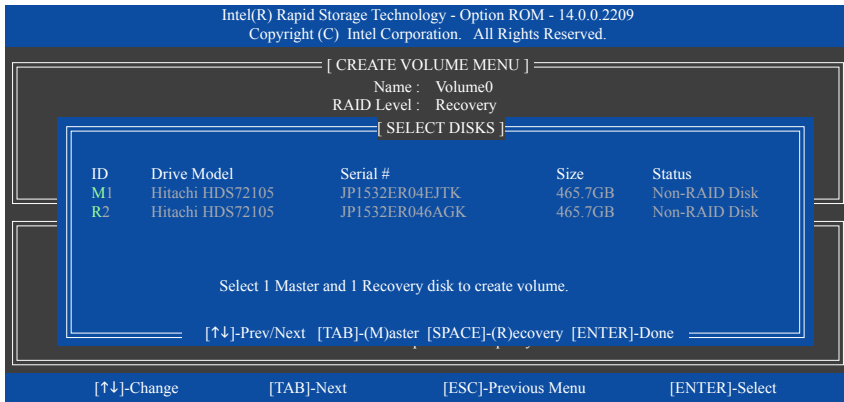 Intel(R) Rapid Storage Technology - Option ROM - 14.0.0.2209
Copyright (C) Intel Corporation. All Rights Reserved.
[ CREATE VOLUME MENU ]
Name : Volume0
RAID Level : Recovery
[ SELECT DISKS ]
ID Drive Model Serial # Size Status
M1 Hitachi HDS72105 JP1532ER04EJTK 465.7GB Non-RAID Disk
R2 Hitachi HDS72105 JP1532ER046AGK 465.7GB Non-RAID Disk
Select 1 Master and 1 Recovery disk to create volume.
[↑↓]-Prev/Next [TAB]-(M)aster [SPACE]-(R)ecovery [ENTER]-Done
[↑↓]-Change [TAB]-Next [ESC]-Previous Menu [ENTER]-Select